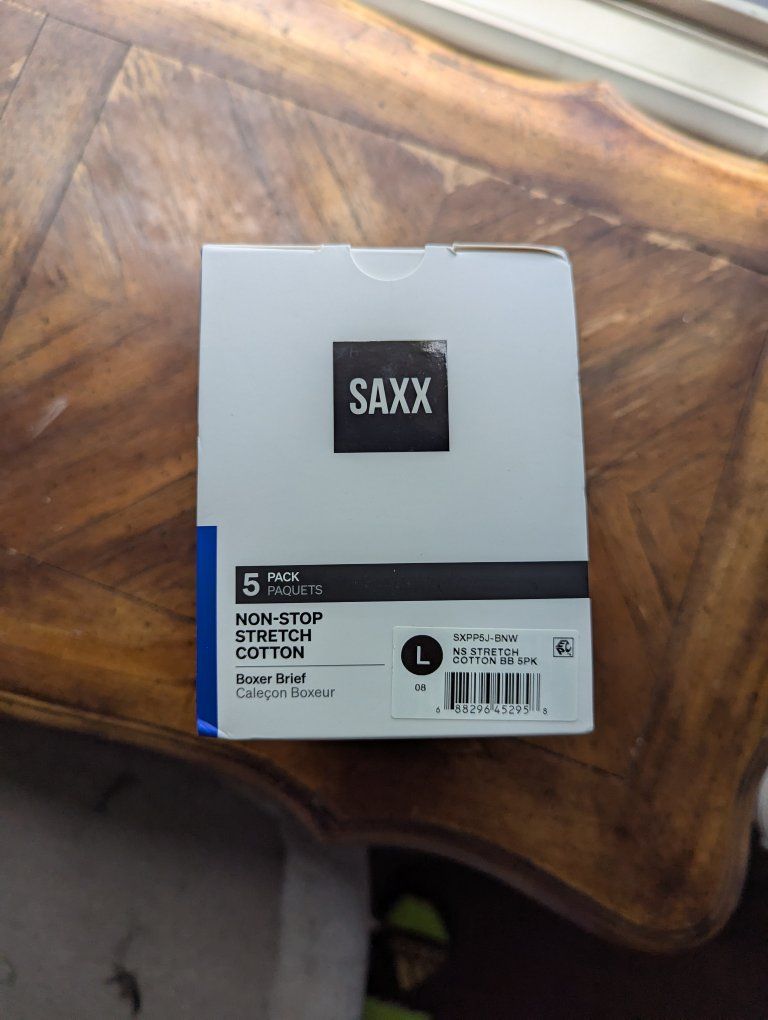 SAXX
5 PACK
PAQUETS
NON-STOP
STRETCH
COTTON
Boxer Brief
Caleçon Boxeur
L
08
SXPP5J-BNW
NS STRETCH
COTTON BB 5PK
6 88296 45295 8